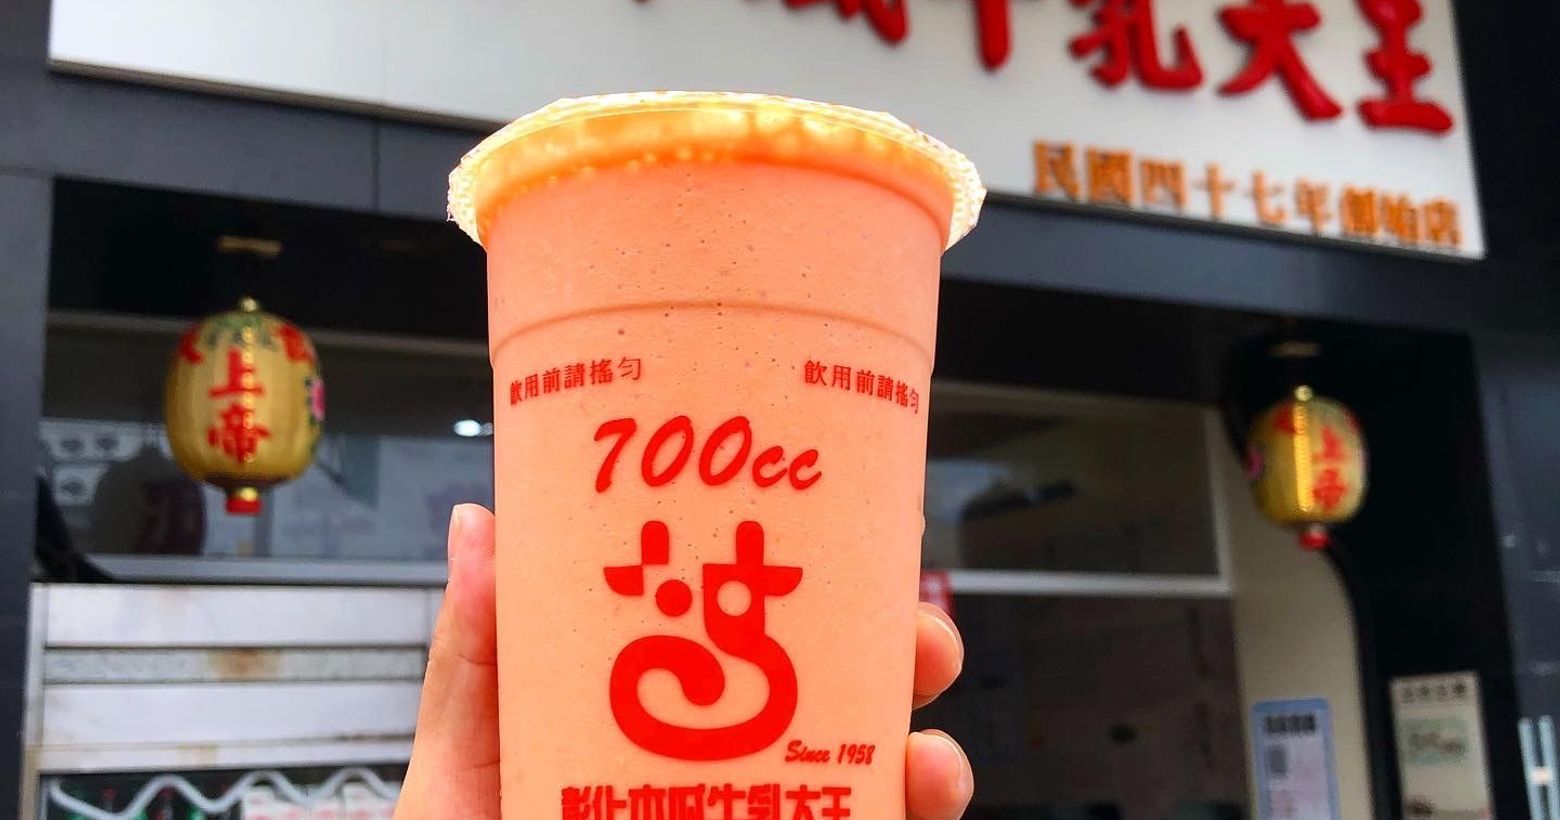 瓜牛乳大王
民國四十七年創始店
上帝
上帝
飲用前請搖勻
飲用前請搖勻
700cc
Since 1958
彰化木瓜牛乳大王